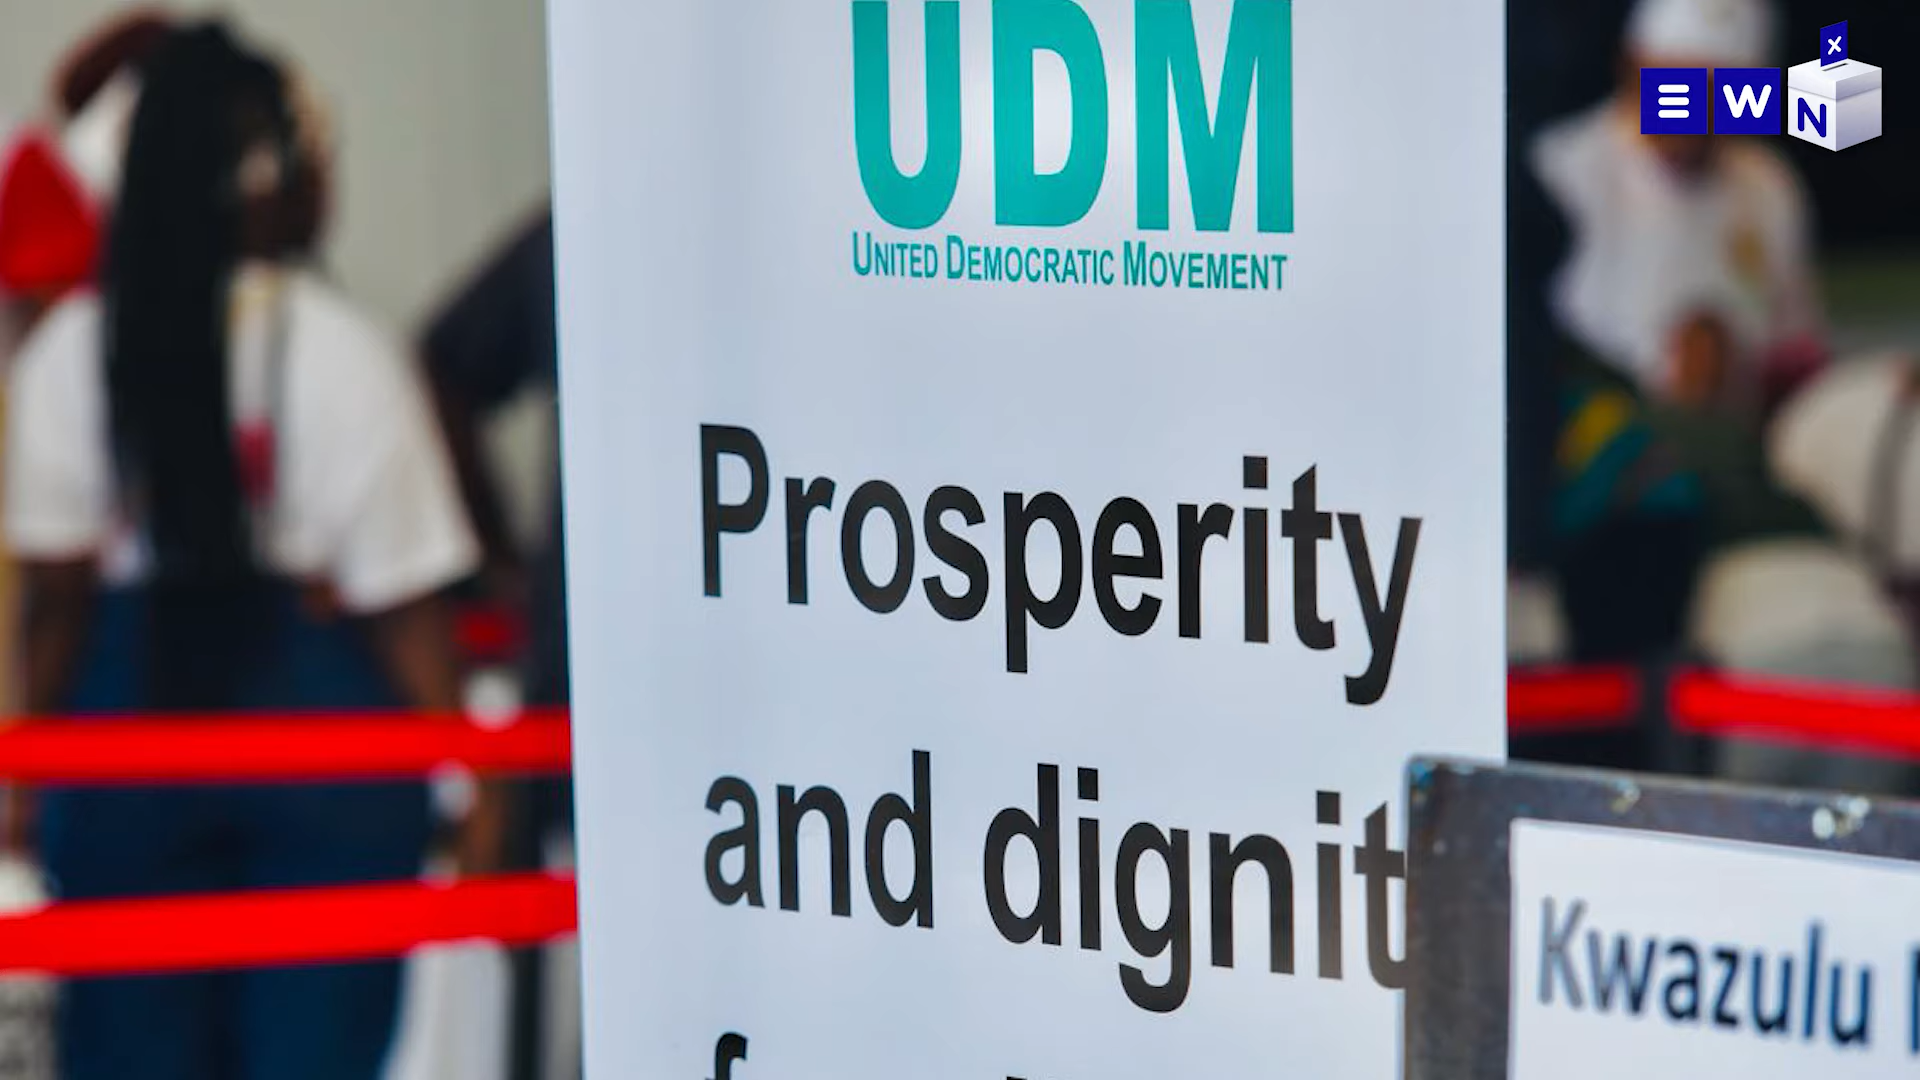 UDM
UNITED DEMOCRATIC MOVEMENT
Prosperity
and dignit
Kwazulu
EWN
X